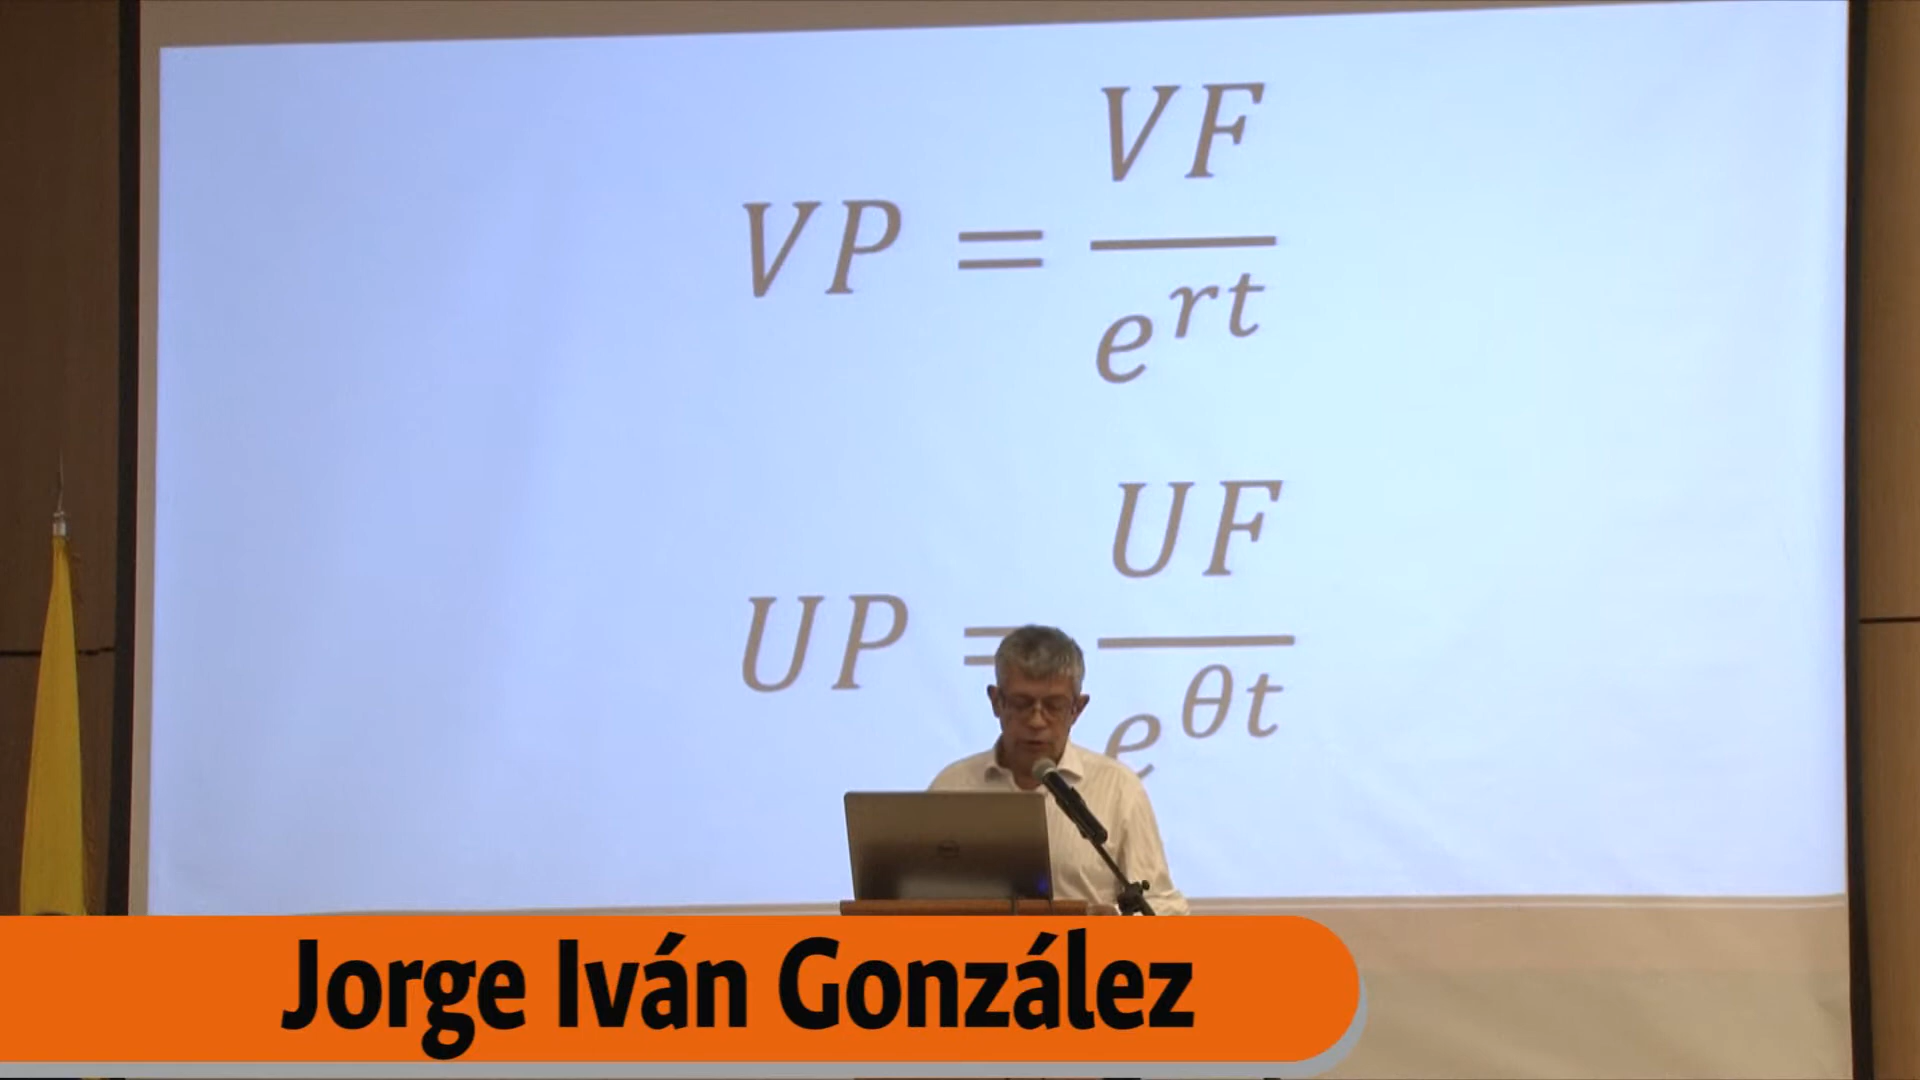 VP = VF / e^{rt}
UP = UF / e^{θt}
Jorge Iván González